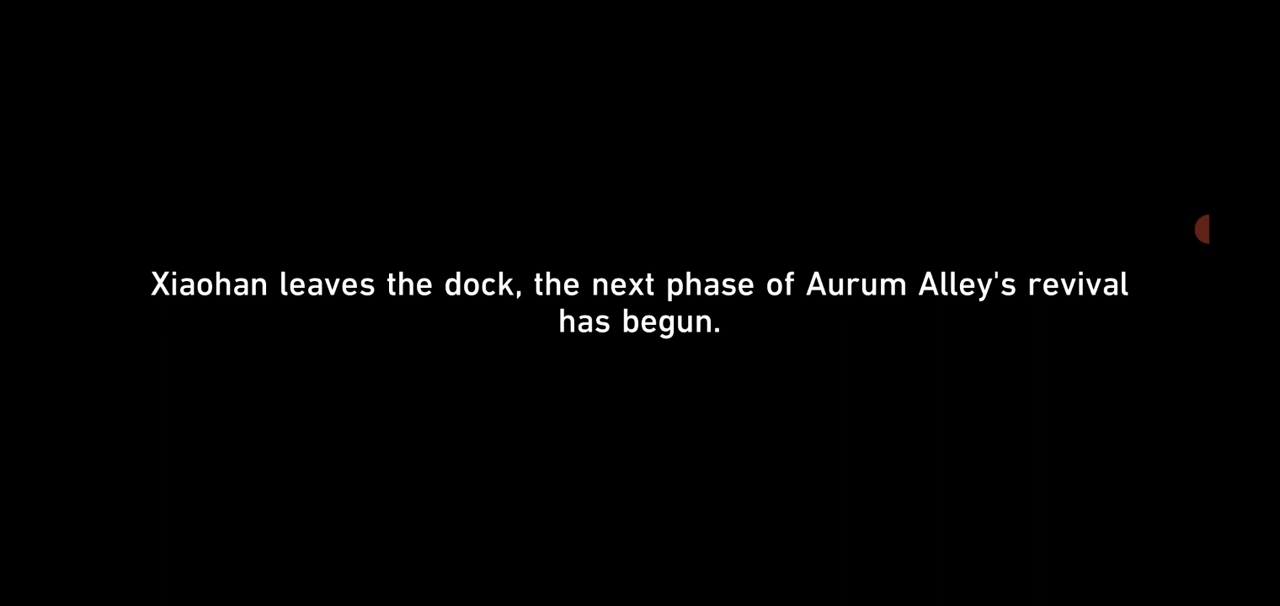 Xiaohan leaves the dock, the next phase of Aurum Alley's revival
has begun.